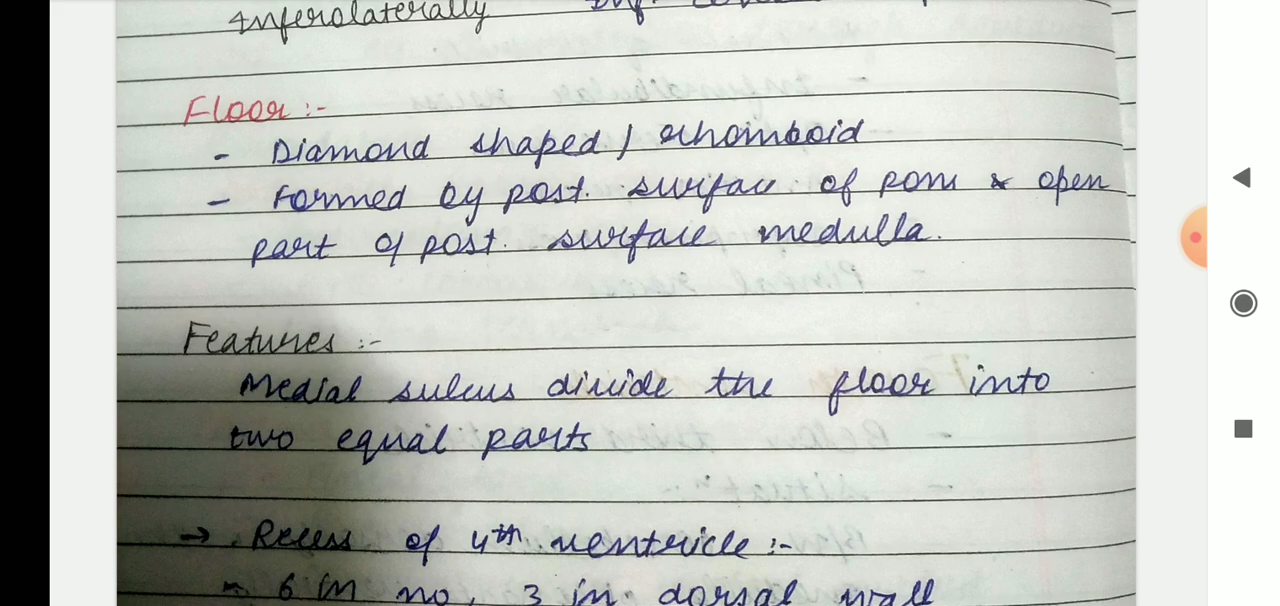 Inferolaterally
Floor :-
- Diamond shaped / rhomboid
- Formed by post. surface of pons & open
part of post. surface medulla.
Features :-
Medial sulcus divide the floor into
two equal parts
→ Recess of 4th ventricle :-
- 6 in no, 3 in dorsal wall